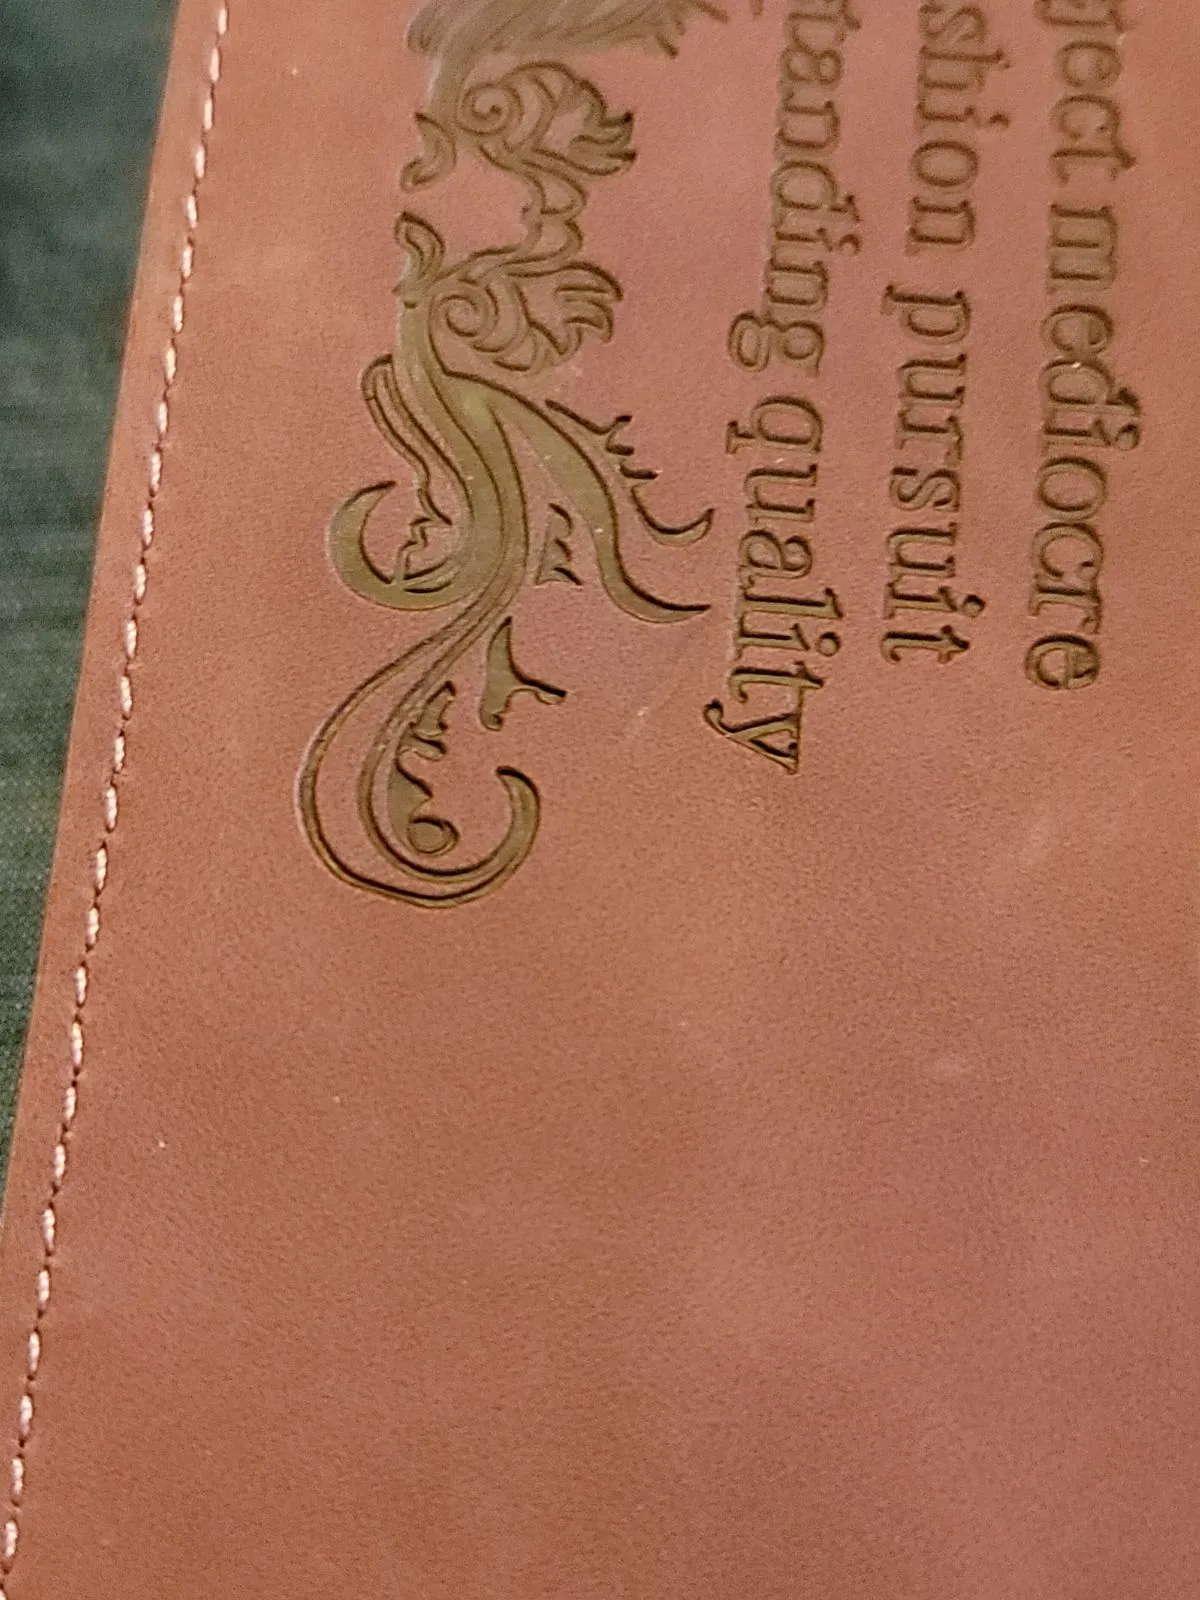 ject mediocre
shion pursuit
tanding quality